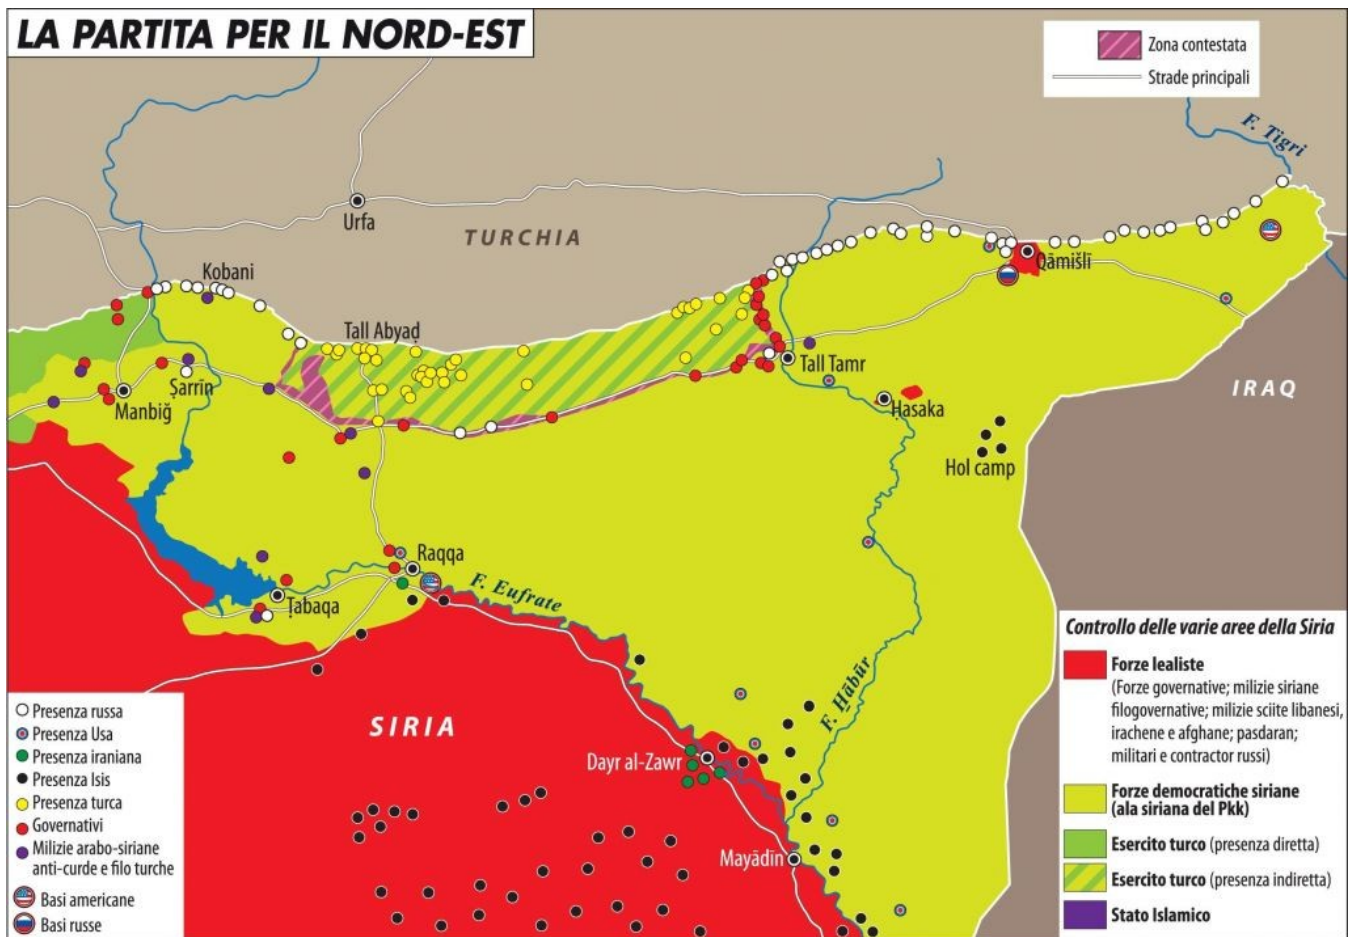 LA PARTITA PER IL NORD-EST
Zona contestata
Strade principali
F. Tigri
Urfa
TURCHIA
Kobani
Qāmišlī
Tall Abyaḍ
Tall Tamr
IRAQ
Ṣarrīn
Manbiğ
Ḥasaka
Hol camp
Raqqa
F. Eufrate
Ṭabaqa
F. Ḫābūr
SIRIA
Dayr al-Zawr
Mayādīn
Presenza russa
Presenza Usa
Presenza iraniana
Presenza Isis
Presenza turca
Governativi
Milizie arabo-siriane
anti-curde e filo turche
Basi americane
Basi russe
Controllo delle varie aree della Siria
Forze lealiste
(Forze governative; milizie siriane
filogovernative; milizie sciite libanesi,
irachene e afghane; pasdaran;
militari e contractor russi)
Forze democratiche siriane
(ala siriana del Pkk)
Esercito turco (presenza diretta)
Esercito turco (presenza indiretta)
Stato Islamico